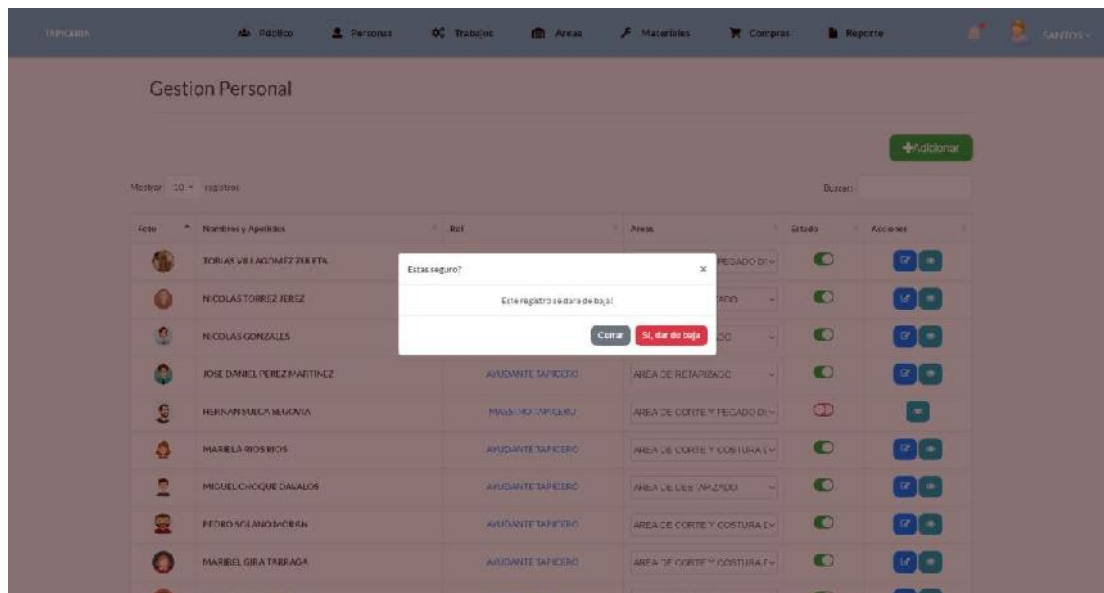 TAPICERIA Público Personas Trabajos Areas Materiales Compras Reporte SANTOS
Gestion Personal
Adicionar
Mostrar 10 registros Buscar:
Foto Nombres y Apellidos Rol Areas Estado Acciones
TOBIAS VILLAGOMEZ ZULETA PEGADO DE
NICOLAS TORREZ JEREZ
NICOLAS GONZALES
Estas seguro? ×
Este registro se dara de baja!
Cerrar Sí, dar de baja
JOSE DANIEL PEREZ MARTINEZ AYUDANTE TAPICERO AREA DE RETAPIZADO
HERNAN SULCA SEGOVIA MAESTRO TAPICERO AREA DE CORTE Y PEGADO DE
MARIELA RIOS RIOS AYUDANTE TAPICERO AREA DE CORTE Y COSTURA
MIGUEL CHOQUE DAVALOS AYUDANTE TAPICERO AREA DE DESTAPIZADO
PEDRO SOLANO MORAN AYUDANTE TAPICERO AREA DE CORTE Y COSTURA
MARIBEL GIRA TARRAGA AYUDANTE TAPICERO AREA DE CORTE Y COSTURA